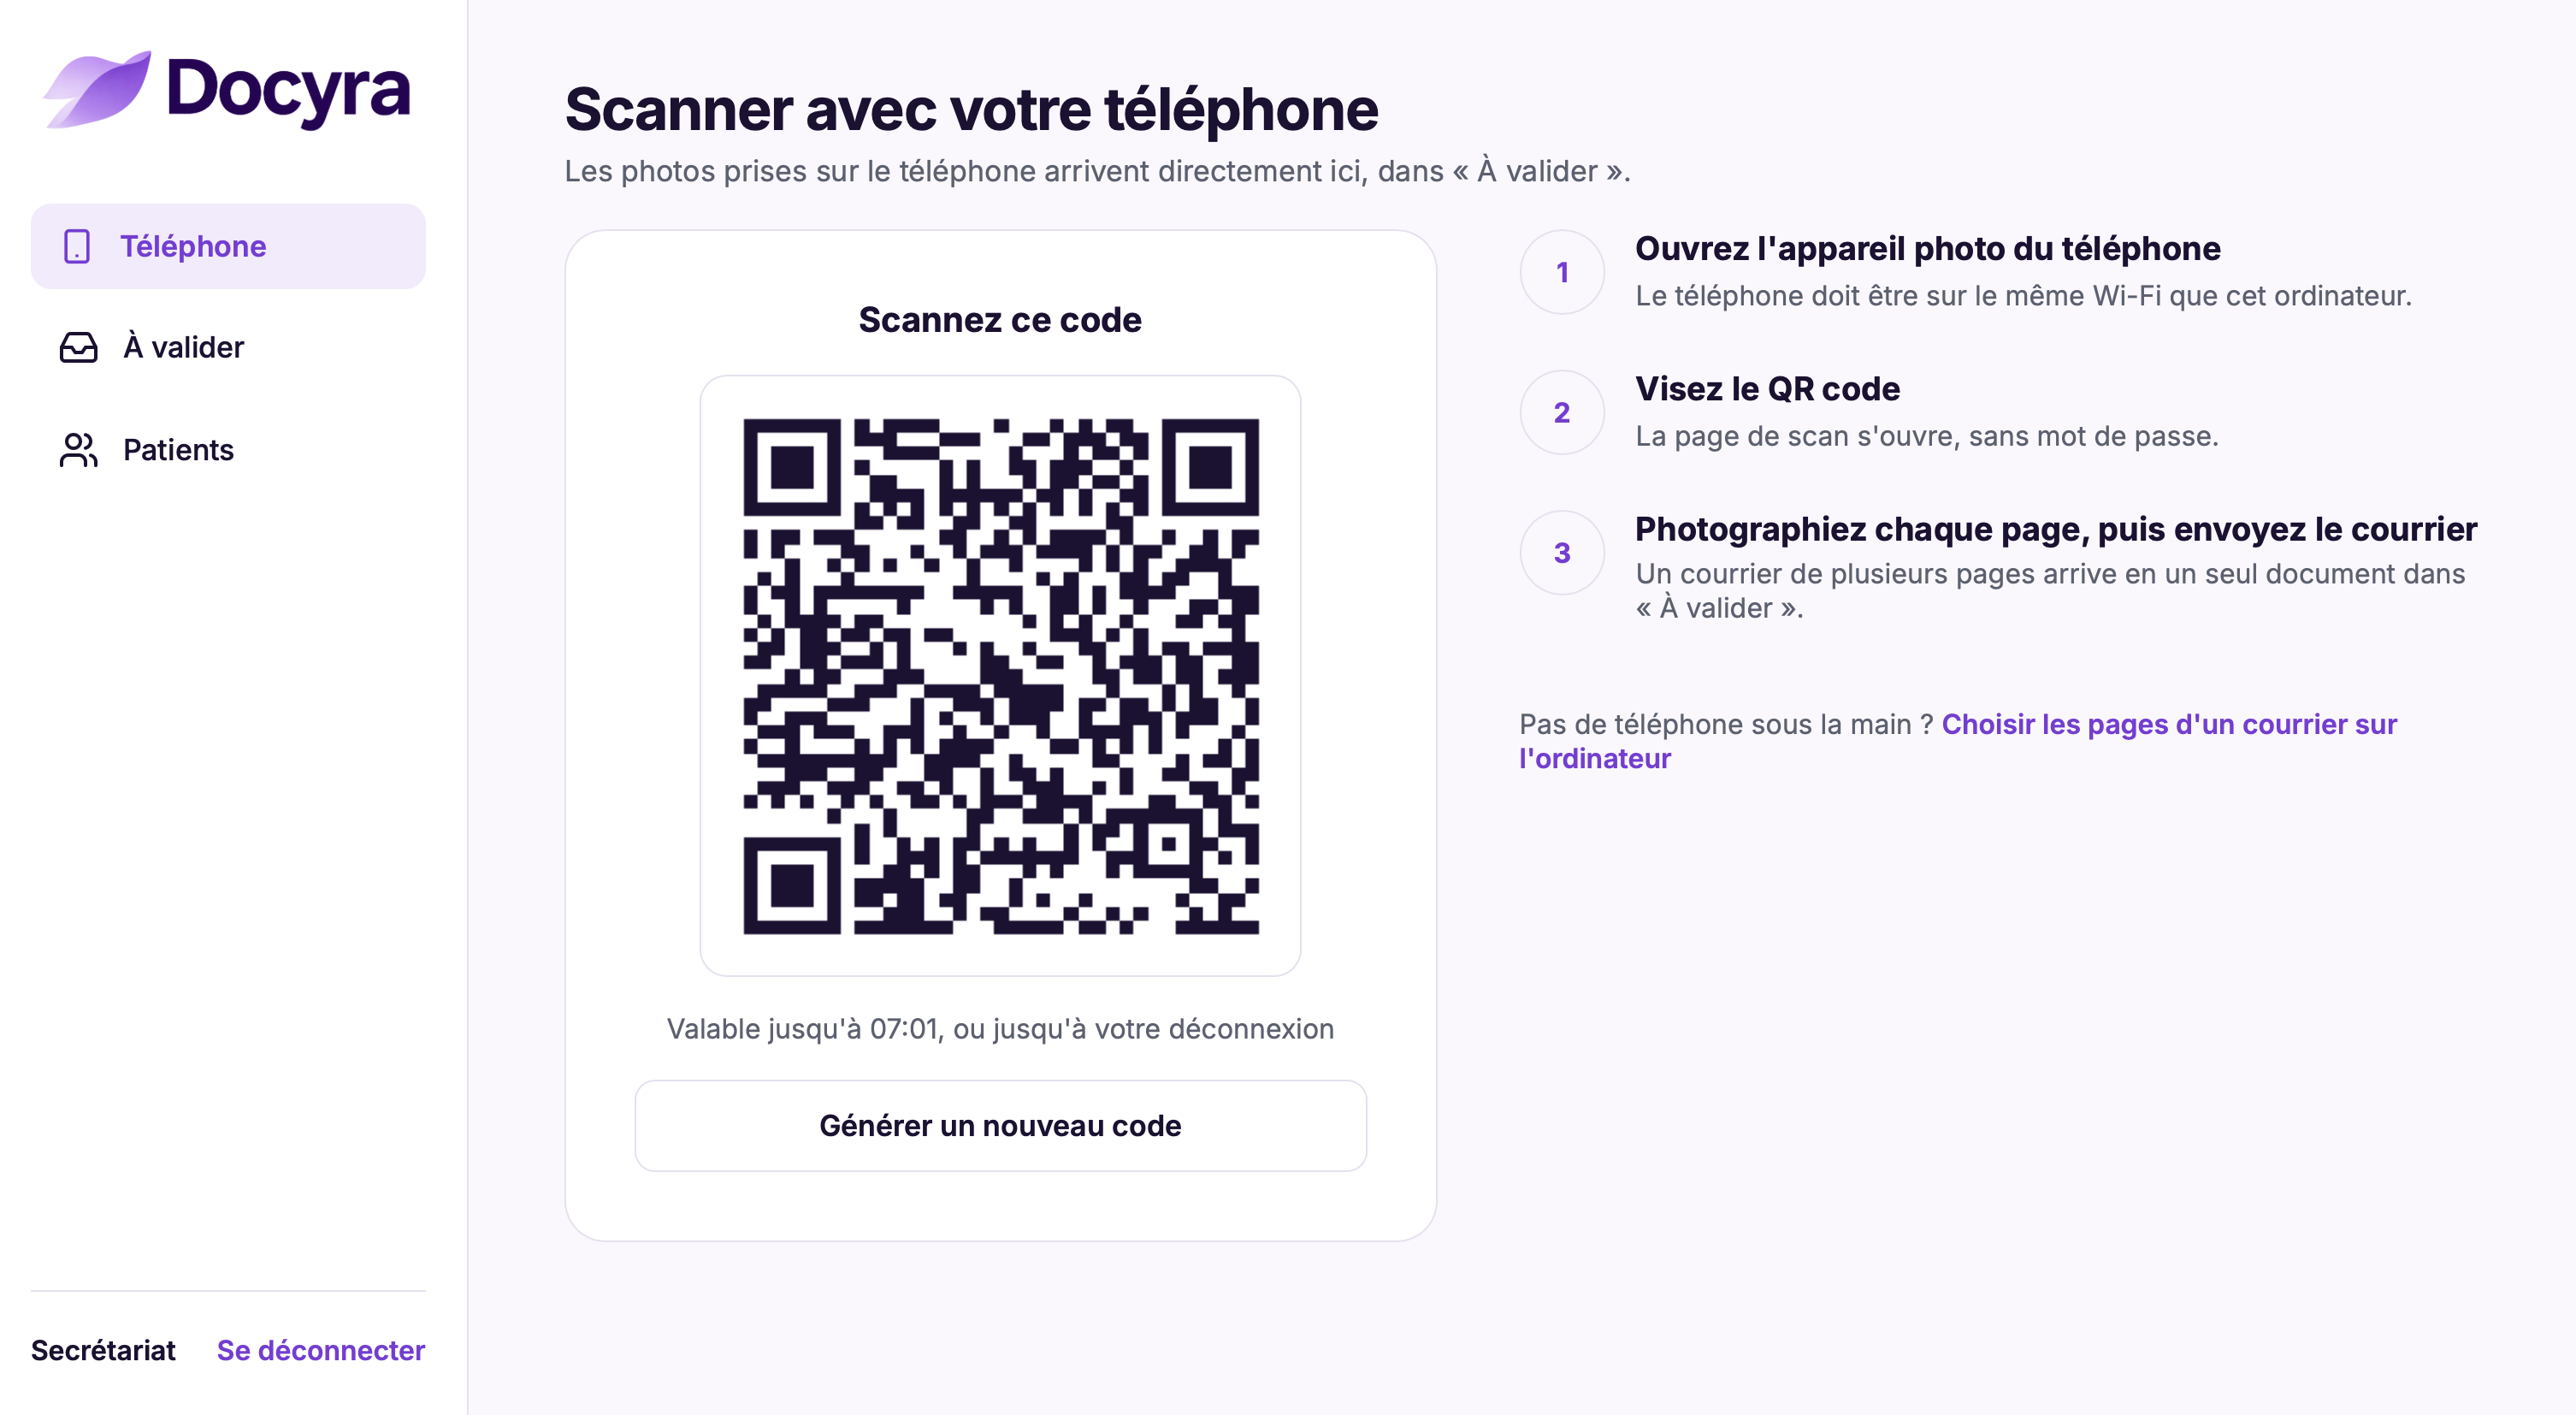 Docyra
Téléphone
À valider
Patients
Secrétariat Se déconnecter
Scanner avec votre téléphone
Les photos prises sur le téléphone arrivent directement ici, dans « À valider ».
Scannez ce code
Valable jusqu'à 07:01, ou jusqu'à votre déconnexion
Générer un nouveau code
1
Ouvrez l'appareil photo du téléphone
Le téléphone doit être sur le même Wi-Fi que cet ordinateur.
2
Visez le QR code
La page de scan s'ouvre, sans mot de passe.
3
Photographiez chaque page, puis envoyez le courrier
Un courrier de plusieurs pages arrive en un seul document dans
« À valider ».
Pas de téléphone sous la main ? Choisir les pages d'un courrier sur
l'ordinateur